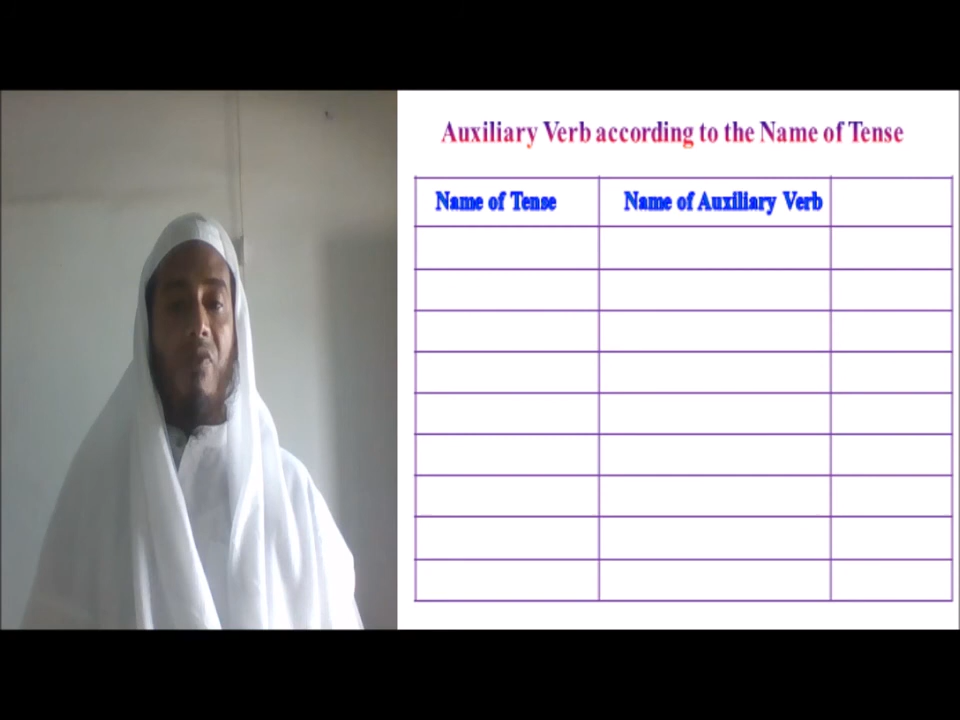 Auxiliary Verb according to the Name of Tense
Name of Tense Name of Auxiliary Verb